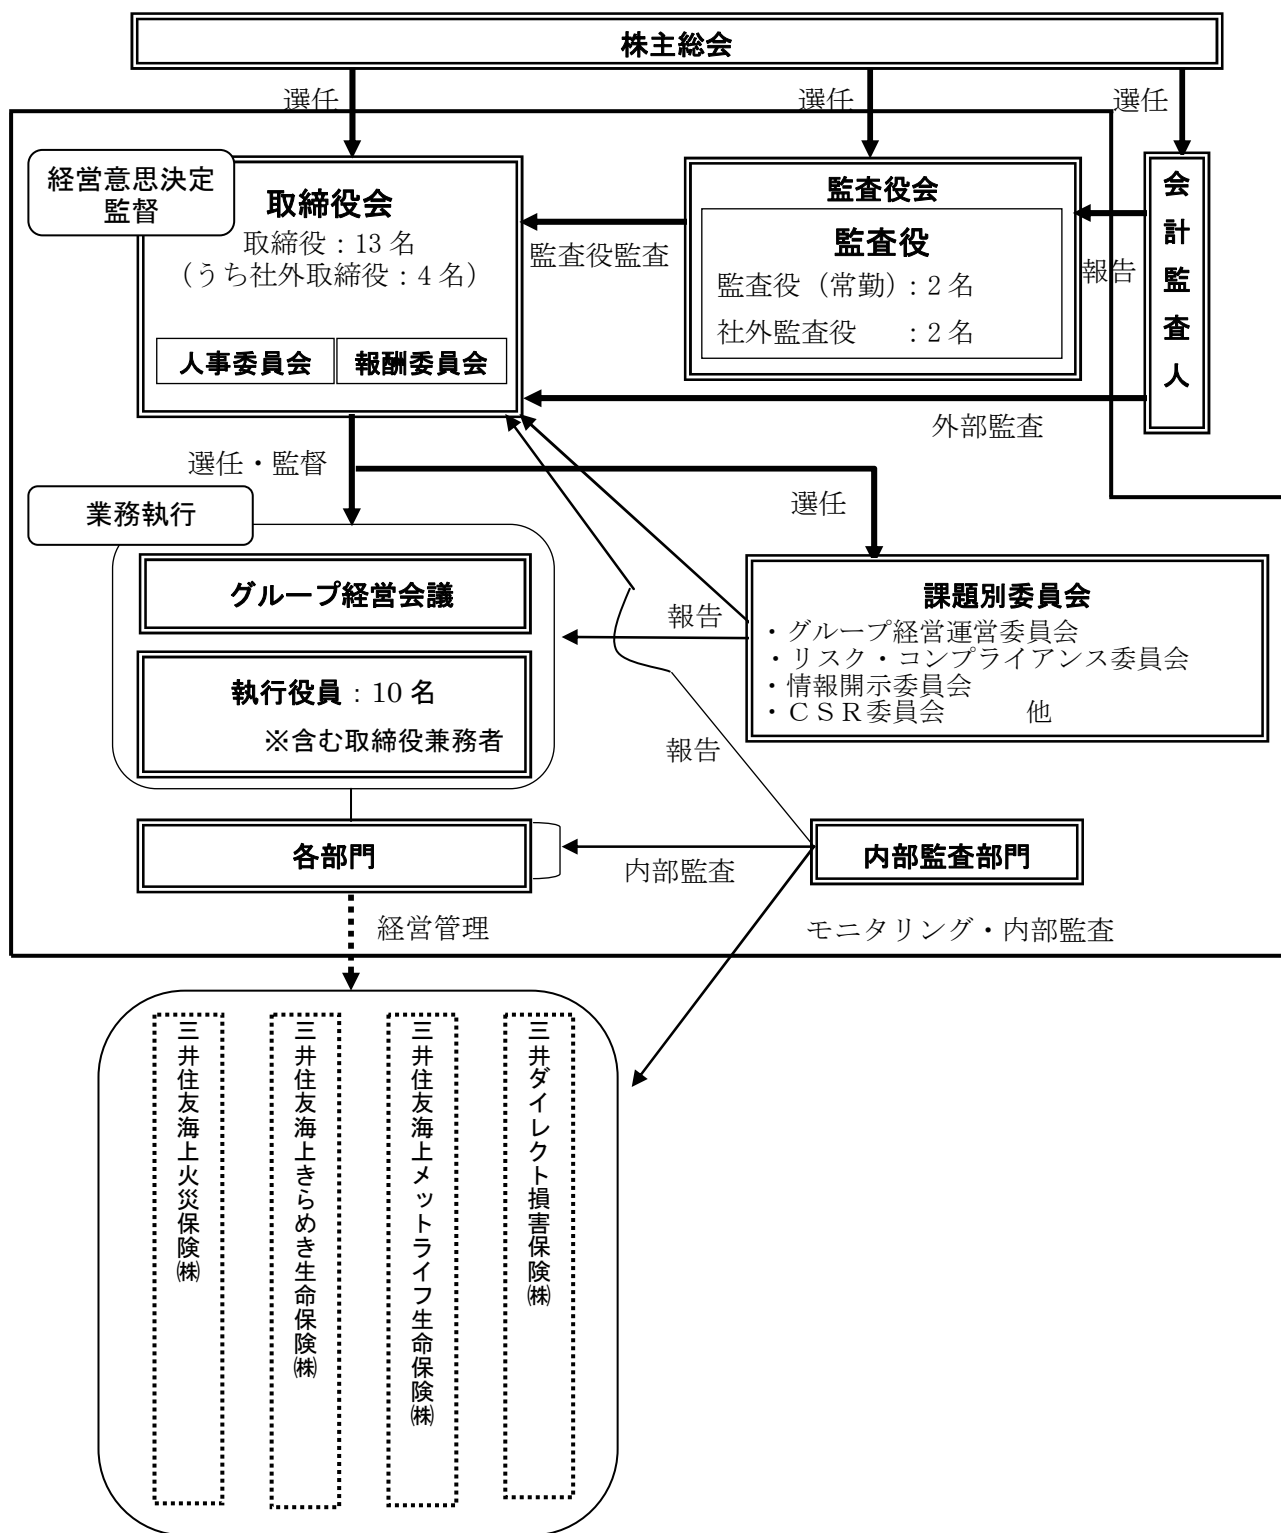 株主総会
選任
選任
選任
経営意思決定
監督
取締役会
取締役：13 名
（うち社外取締役：4 名）
人事委員会
報酬委員会
監査役監査
監査役会
監査役
監査役（常勤）：2 名
社外監査役　　：2 名
報告
会計監査人
外部監査
選任・監督
選任
業務執行
グループ経営会議
執行役員：10 名
※含む取締役兼務者
報告
課題別委員会
・グループ経営運営委員会
・リスク・コンプライアンス委員会
・情報開示委員会
・ＣＳＲ委員会　　　他
報告
各部門
内部監査
内部監査部門
経営管理
モニタリング・内部監査
三井住友海上火災保険㈱
三井住友海上きらめき生命保険㈱
三井住友海上メットライフ生命保険㈱
三井ダイレクト損害保険㈱